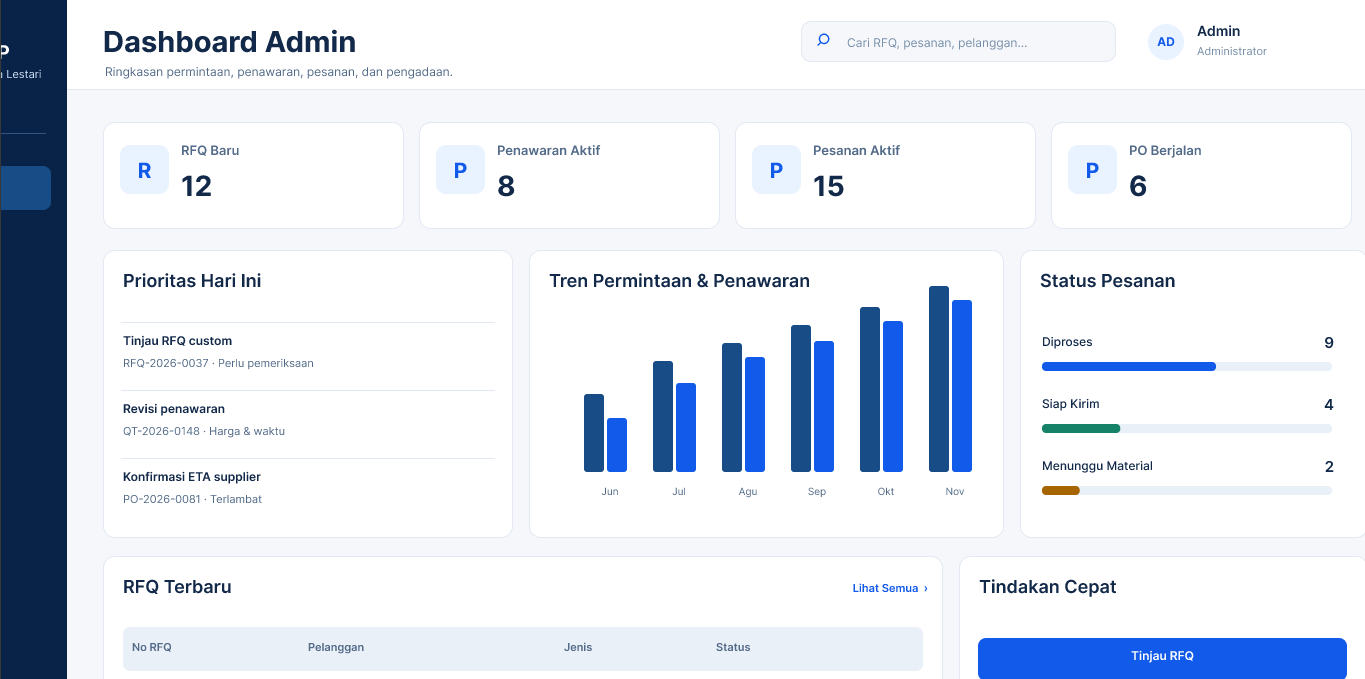 P
Lestari
Dashboard Admin
Ringkasan permintaan, penawaran, pesanan, dan pengadaan.
Cari RFQ, pesanan, pelanggan...
AD
Admin
Administrator
R
RFQ Baru
12
P
Penawaran Aktif
8
P
Pesanan Aktif
15
P
PO Berjalan
6
Prioritas Hari Ini
Tinjau RFQ custom
RFQ-2026-0037 · Perlu pemeriksaan
Revisi penawaran
QT-2026-0148 · Harga & waktu
Konfirmasi ETA supplier
PO-2026-0081 · Terlambat
Tren Permintaan & Penawaran
Jun Jul Agu Sep Okt Nov
Status Pesanan
Diproses 9
Siap Kirim 4
Menunggu Material 2
RFQ Terbaru
Lihat Semua ›
No RFQ Pelanggan Jenis Status
Tindakan Cepat
Tinjau RFQ